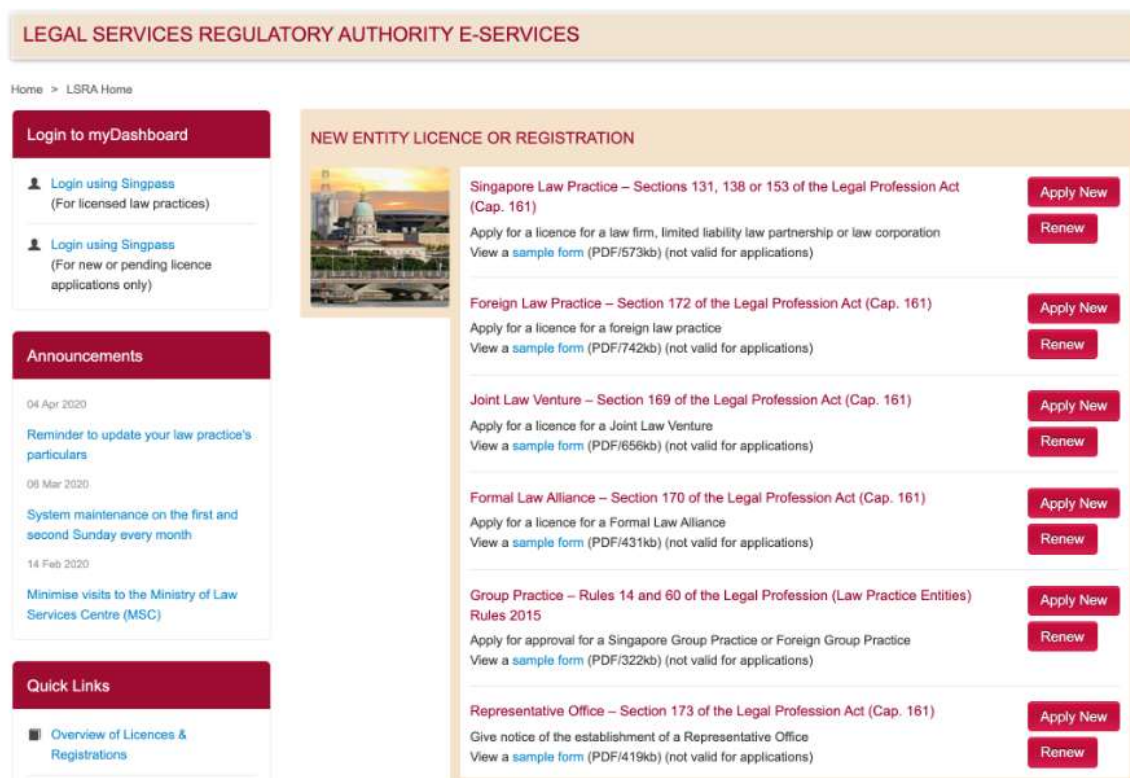 LEGAL SERVICES REGULATORY AUTHORITY E-SERVICES
Home > LSRA Home
Login to myDashboard
Login using Singpass
(For licensed law practices)
Login using Singpass
(For new or pending licence
applications only)
Announcements
04 Apr 2020
Reminder to update your law practice's
particulars
06 Mar 2020
System maintenance on the first and
second Sunday every month
14 Feb 2020
Minimise visits to the Ministry of Law
Services Centre (MSC)
Quick Links
Overview of Licences &
Registrations
NEW ENTITY LICENCE OR REGISTRATION
Singapore Law Practice – Sections 131, 138 or 153 of the Legal Profession Act
(Cap. 161)
Apply for a licence for a law firm, limited liability law partnership or law corporation
View a sample form (PDF/573kb) (not valid for applications)
Apply New
Renew
Foreign Law Practice – Section 172 of the Legal Profession Act (Cap. 161)
Apply for a licence for a foreign law practice
View a sample form (PDF/742kb) (not valid for applications)
Apply New
Renew
Joint Law Venture – Section 169 of the Legal Profession Act (Cap. 161)
Apply for a licence for a Joint Law Venture
View a sample form (PDF/656kb) (not valid for applications)
Apply New
Renew
Formal Law Alliance – Section 170 of the Legal Profession Act (Cap. 161)
Apply for a licence for a Formal Law Alliance
View a sample form (PDF/431kb) (not valid for applications)
Apply New
Renew
Group Practice – Rules 14 and 60 of the Legal Profession (Law Practice Entities)
Rules 2015
Apply for approval for a Singapore Group Practice or Foreign Group Practice
View a sample form (PDF/322kb) (not valid for applications)
Apply New
Renew
Representative Office – Section 173 of the Legal Profession Act (Cap. 161)
Give notice of the establishment of a Representative Office
View a sample form (PDF/419kb) (not valid for applications)
Apply New
Renew